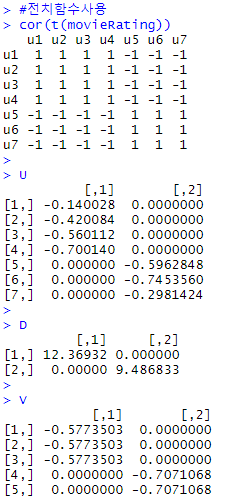 > #전치함수사용
> cor(t(movieRating))
u1 u2 u3 u4 u5 u6 u7
u1 1 1 1 1 -1 -1 -1
u2 1 1 1 1 -1 -1 -1
u3 1 1 1 1 -1 -1 -1
u4 1 1 1 1 -1 -1 -1
u5 -1 -1 -1 -1 1 1 1
u6 -1 -1 -1 -1 1 1 1
u7 -1 -1 -1 -1 1 1 1
>
> U
[,1] [,2]
[1,] -0.140028 0.0000000
[2,] -0.420084 0.0000000
[3,] -0.560112 0.0000000
[4,] -0.700140 0.0000000
[5,] 0.000000 -0.5962848
[6,] 0.000000 -0.7453560
[7,] 0.000000 -0.2981424
>
> D
[,1] [,2]
[1,] 12.36932 0.000000
[2,] 0.00000 9.486833
>
> V
[,1] [,2]
[1,] -0.5773503 0.0000000
[2,] -0.5773503 0.0000000
[3,] -0.5773503 0.0000000
[4,] 0.0000000 -0.7071068
[5,] 0.0000000 -0.7071068